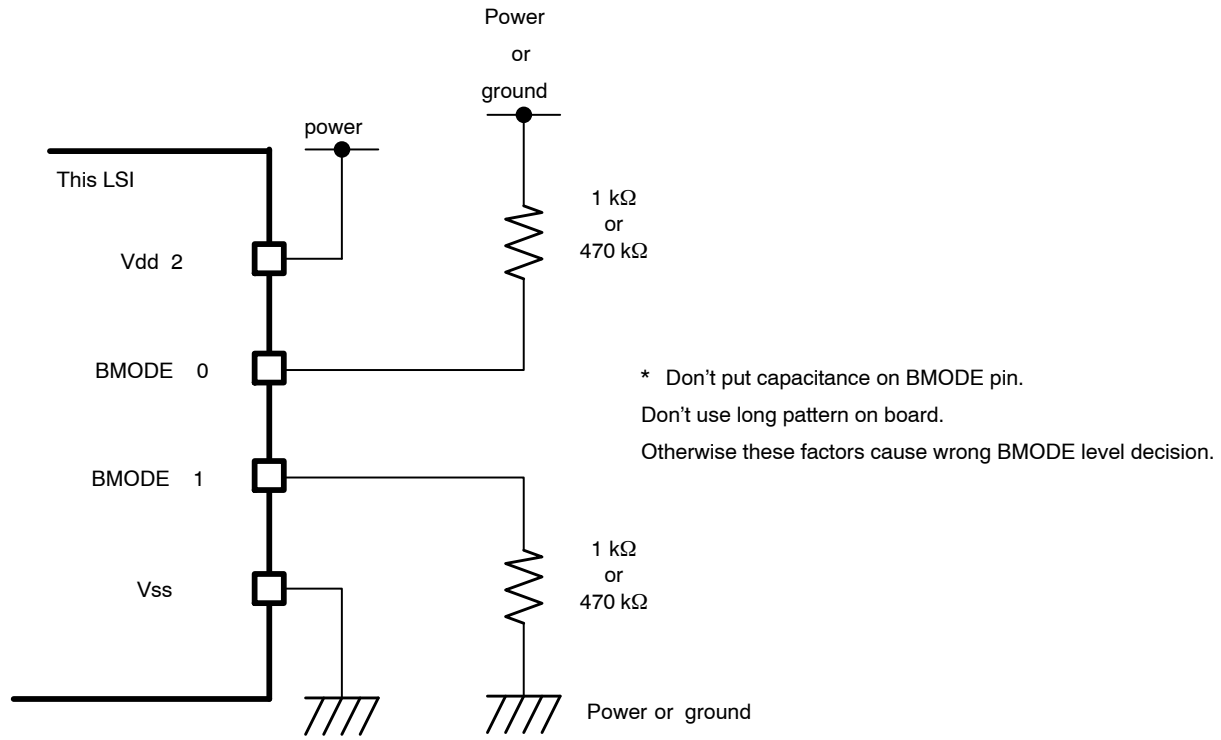 Power
or
ground
power
This LSI
1 kΩ
or
470 kΩ
Vdd 2
BMODE 0
* Don’t put capacitance on BMODE pin.
Don’t use long pattern on board.
Otherwise these factors cause wrong BMODE level decision.
BMODE 1
1 kΩ
or
470 kΩ
Vss
Power or ground